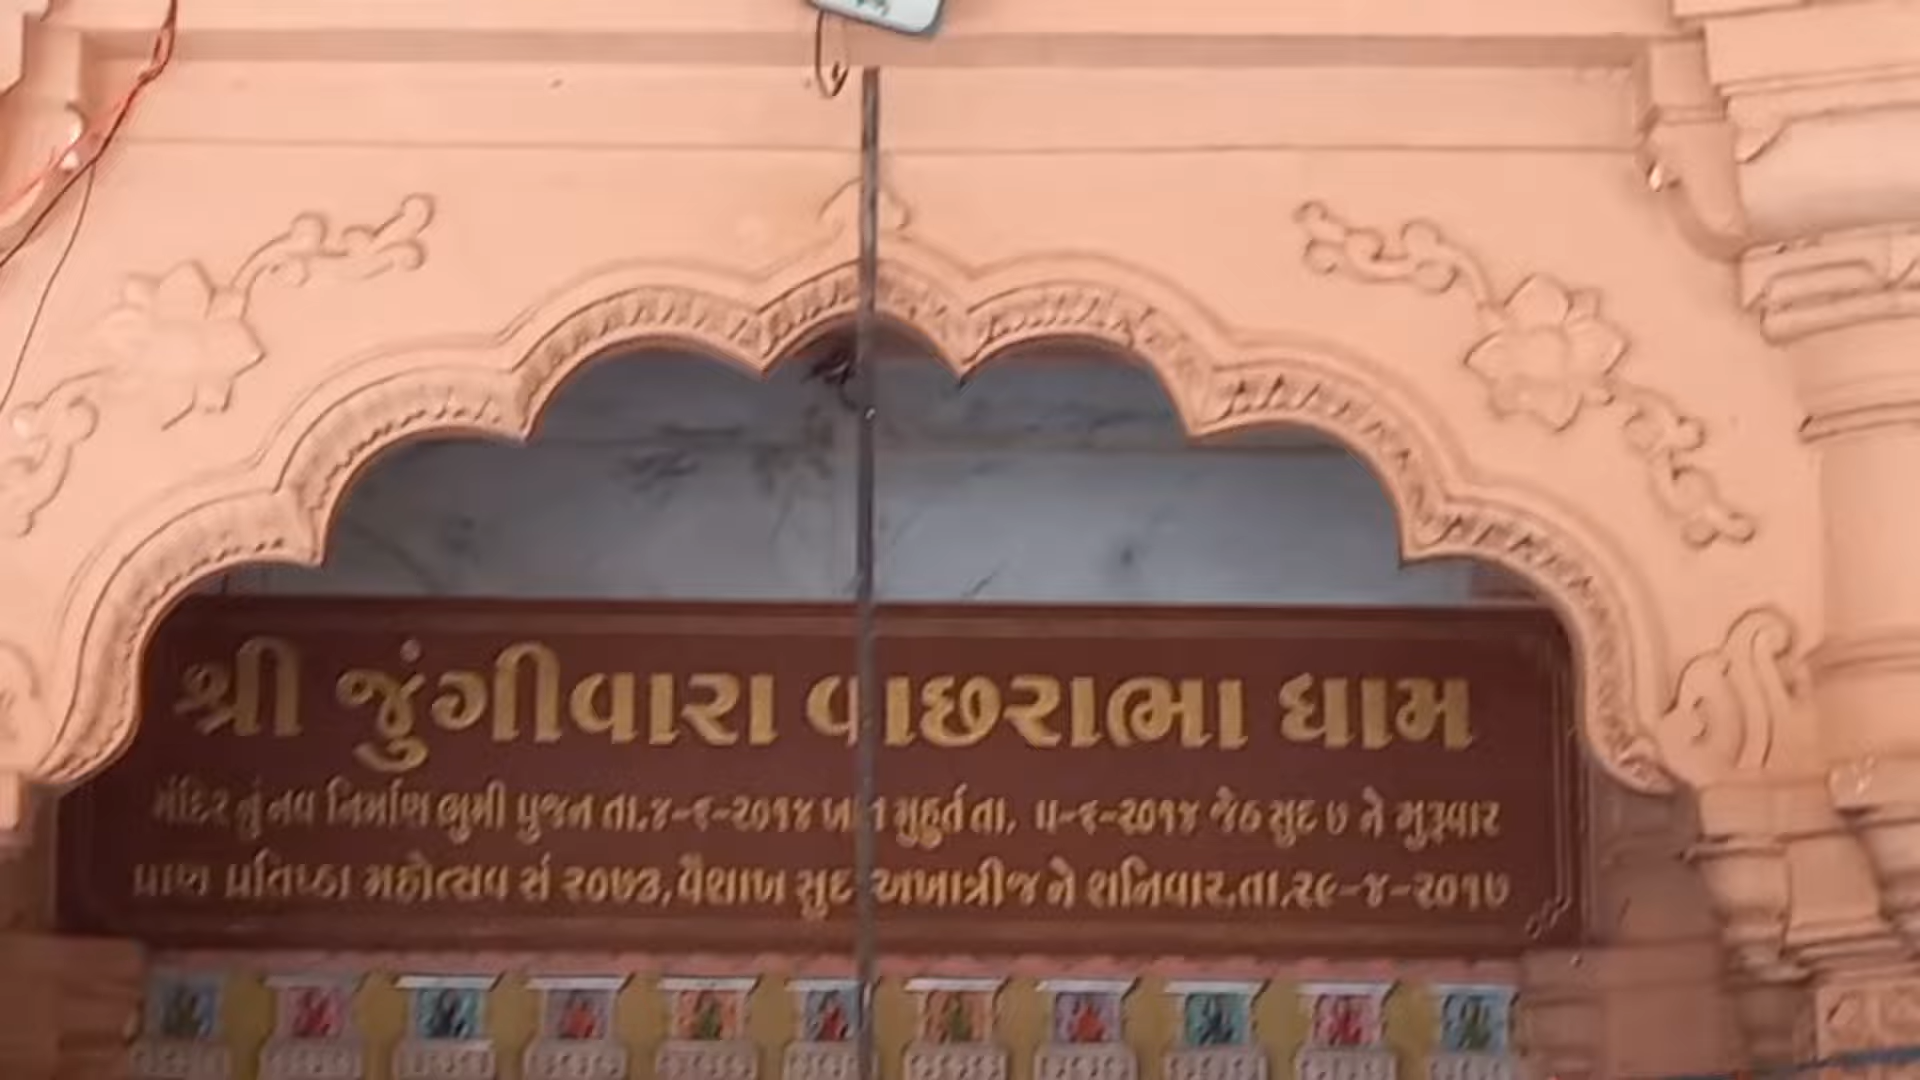 શ્રી જુંગીવારા વાછરાભા ધામ
મંદિર નું નવ નિર્માણ ભુમી પુજન તા.૪-૬-૨૦૧૪ ખાત મુહુર્ત તા. ૫-૬-૨૦૧૪ જેઠ સુદ ૭ ને ગુરૂવાર
પ્રાણ પ્રતિષ્ઠા મહોત્સવ સં ૨૦૭૩,વૈશાખ સુદ અખાત્રીજ ને શનિવાર.તા.૨૯-૪-૨૦૧૭